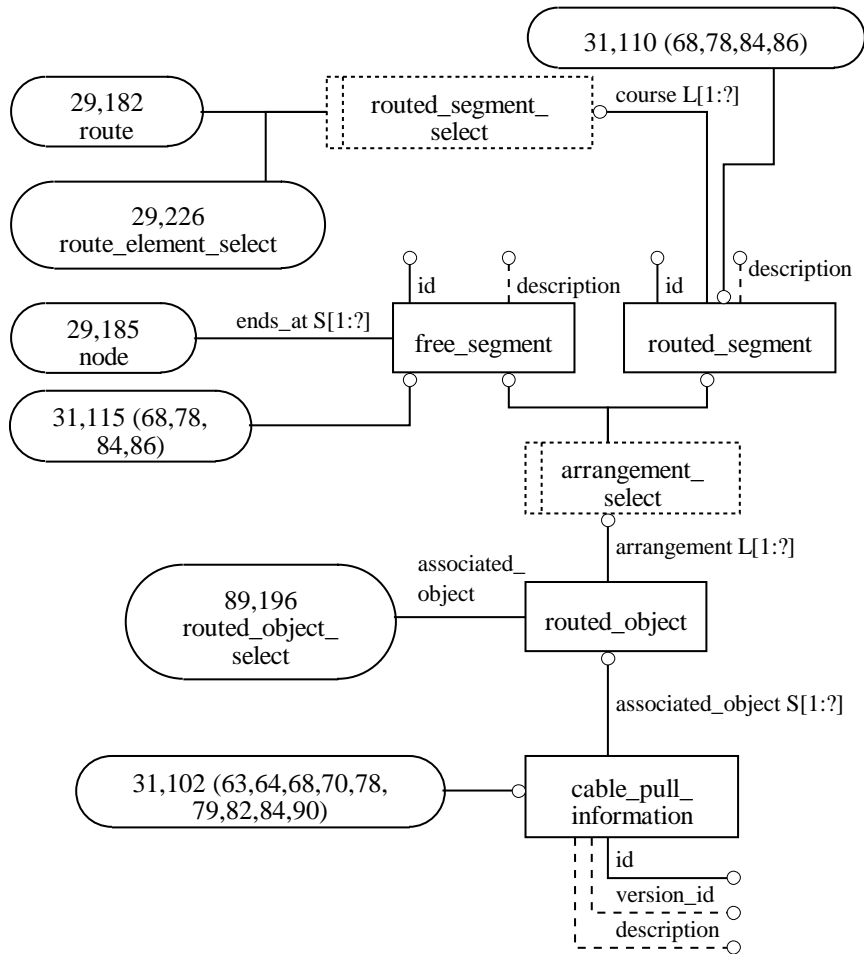 31,110 (68,78,84,86)
29,182
route
routed_segment_
select
course L[1:?]
29,226
route_element_select
id
description
id
description
29,185
node
ends_at S[1:?]
free_segment
routed_segment
31,115 (68,78,
84,86)
arrangement_
select
arrangement L[1:?]
associated_
object
89,196
routed_object_
select
routed_object
associated_object S[1:?]
31,102 (63,64,68,70,78,
79,82,84,90)
cable_pull_
information
id
version_id
description